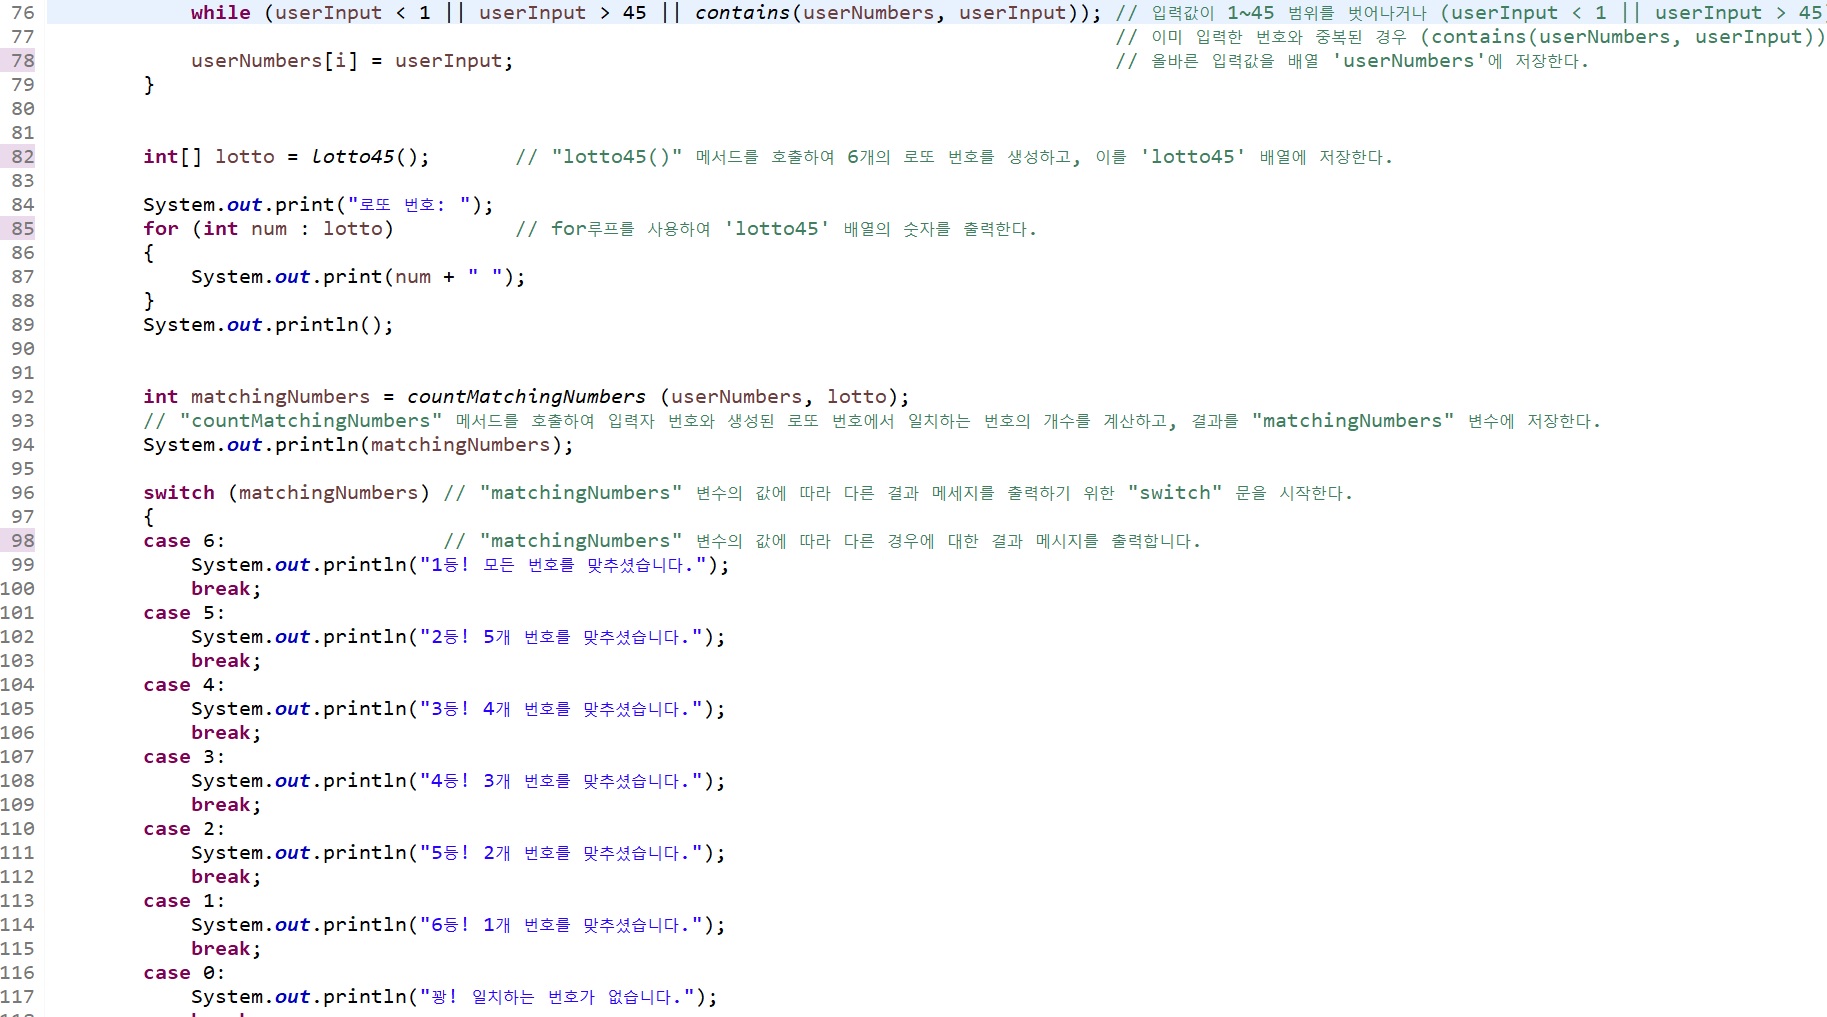 76 while (userInput < 1 || userInput > 45 || contains(userNumbers, userInput)); // 입력값이 1~45 범위를 벗어나거나 (userInput < 1 || userInput > 45
77 // 이미 입력한 번호와 중복된 경우 (contains(userNumbers, userInput))
78 userNumbers[i] = userInput; // 올바른 입력값을 배열 'userNumbers'에 저장한다.
79 }
80
81
82 int[] lotto = lotto45(); // "lotto45()" 메서드를 호출하여 6개의 로또 번호를 생성하고, 이를 'lotto45' 배열에 저장한다.
83
84 System.out.print("로또 번호: ");
85 for (int num : lotto) // for루프를 사용하여 'lotto45' 배열의 숫자를 출력한다.
86 {
87 System.out.print(num + " ");
88 }
89 System.out.println();
90
91
92 int matchingNumbers = countMatchingNumbers (userNumbers, lotto);
93 // "countMatchingNumbers" 메서드를 호출하여 입력자 번호와 생성된 로또 번호에서 일치하는 번호의 개수를 계산하고, 결과를 "matchingNumbers" 변수에 저장한다.
94 System.out.println(matchingNumbers);
95
96 switch (matchingNumbers) // "matchingNumbers" 변수의 값에 따라 다른 결과 메세지를 출력하기 위한 "switch" 문을 시작한다.
97 {
98 case 6: // "matchingNumbers" 변수의 값에 따라 다른 경우에 대한 결과 메시지를 출력합니다.
99 System.out.println("1등! 모든 번호를 맞추셨습니다.");
100 break;
101 case 5:
102 System.out.println("2등! 5개 번호를 맞추셨습니다.");
103 break;
104 case 4:
105 System.out.println("3등! 4개 번호를 맞추셨습니다.");
106 break;
107 case 3:
108 System.out.println("4등! 3개 번호를 맞추셨습니다.");
109 break;
110 case 2:
111 System.out.println("5등! 2개 번호를 맞추셨습니다.");
112 break;
113 case 1:
114 System.out.println("6등! 1개 번호를 맞추셨습니다.");
115 break;
116 case 0:
117 System.out.println("꽝! 일치하는 번호가 없습니다.");